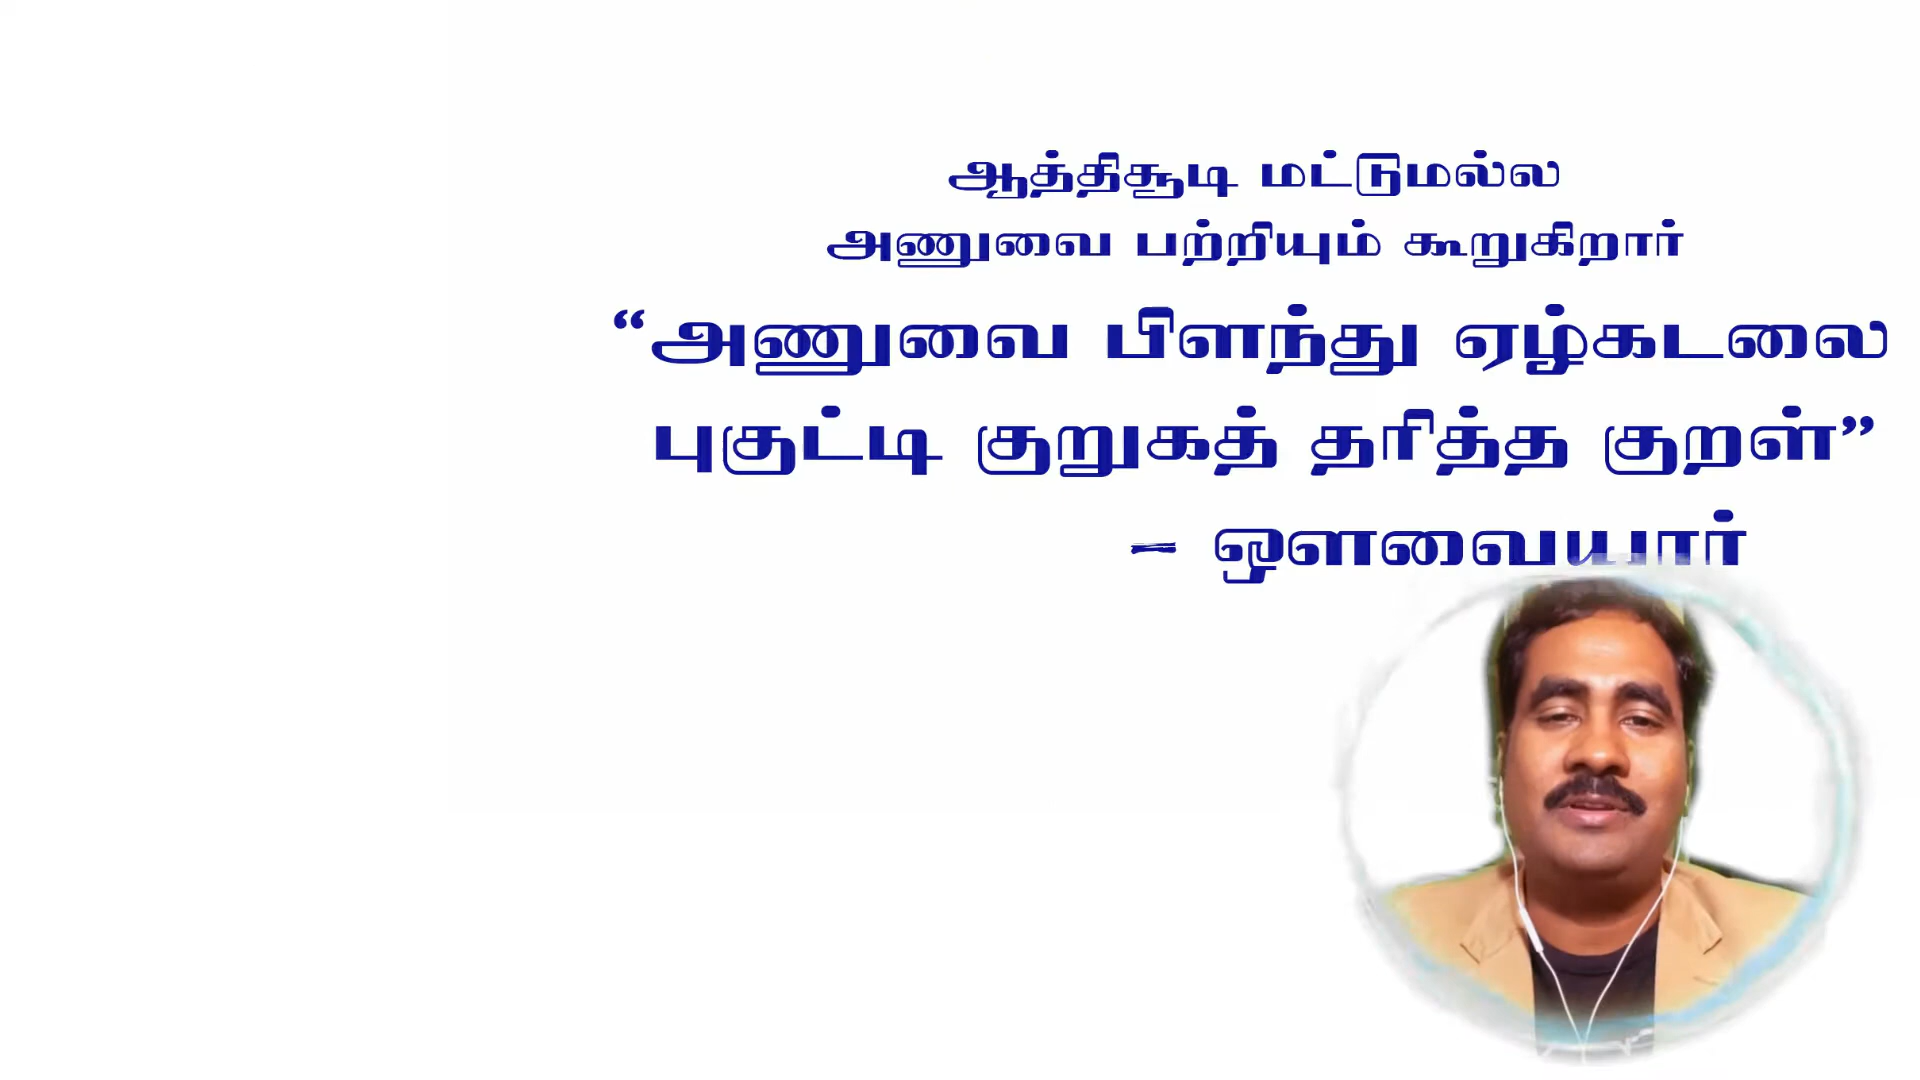 ஆத்திசூடி மட்டுமல்ல
அணுவை பற்றியும் கூறுகிறார்
“அணுவை பிளந்து ஏழ்கடலை
புகுட்டி குறுகத் தரித்த குறள்”
– ஔவையார்